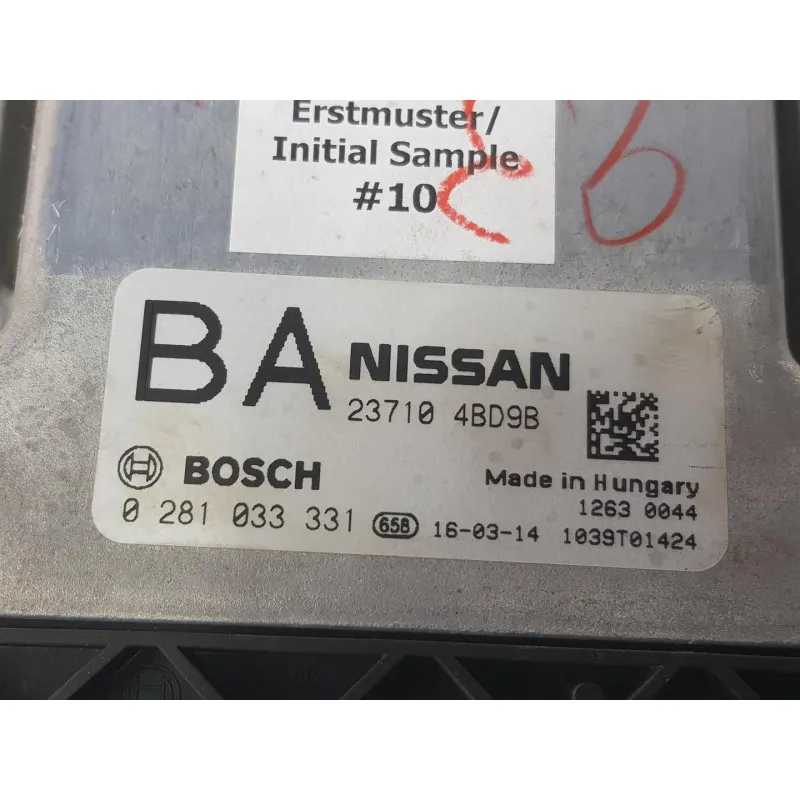 Erstmuster/
Initial Sample
#10
BA NISSAN
23710 4BD9B
BOSCH
Made in Hungary
1263 0044
0 281 033 331 658 16-03-14 1039T01424